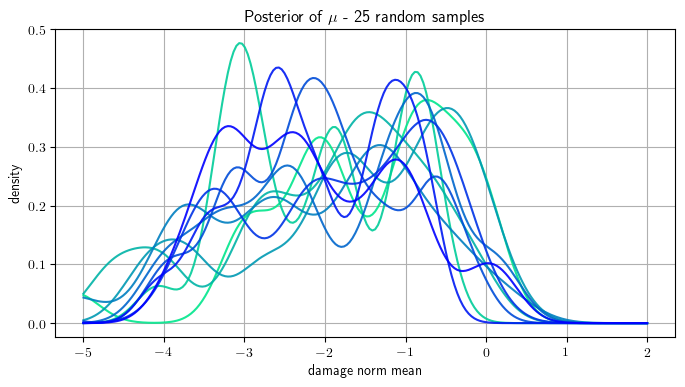 Posterior of μ - 25 random samples
density
0.5
0.4
0.3
0.2
0.1
0.0
−5 −4 −3 −2 −1 0 1 2
damage norm mean